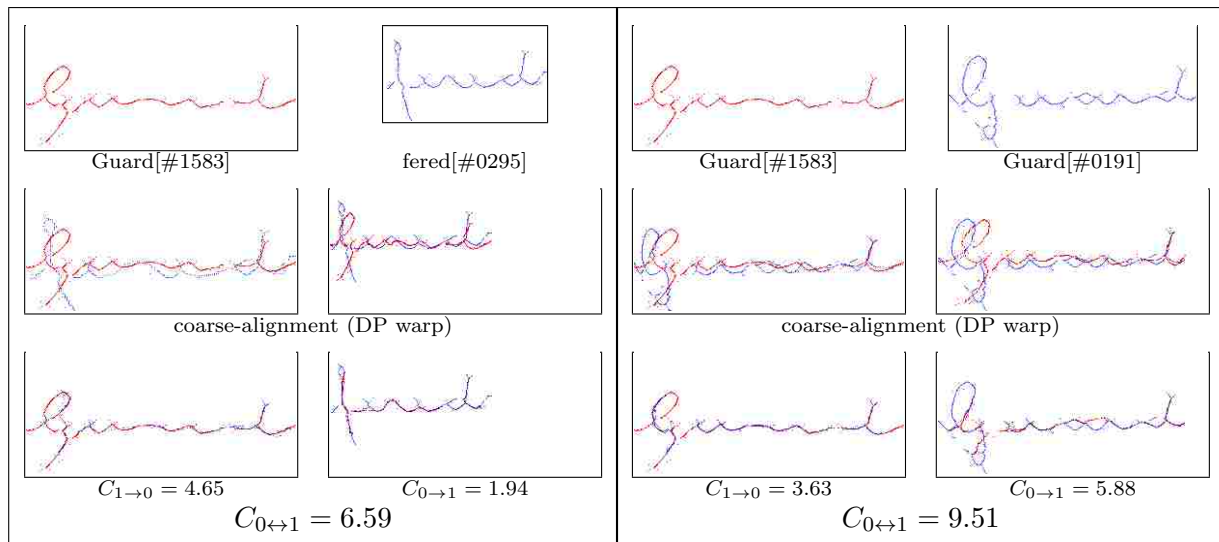 Guard[#1583] fered[#0295]
coarse-alignment (DP warp)
C₁→₀ = 4.65 C₀→₁ = 1.94
C₀↔₁ = 6.59
Guard[#1583] Guard[#0191]
coarse-alignment (DP warp)
C₁→₀ = 3.63 C₀→₁ = 5.88
C₀↔₁ = 9.51